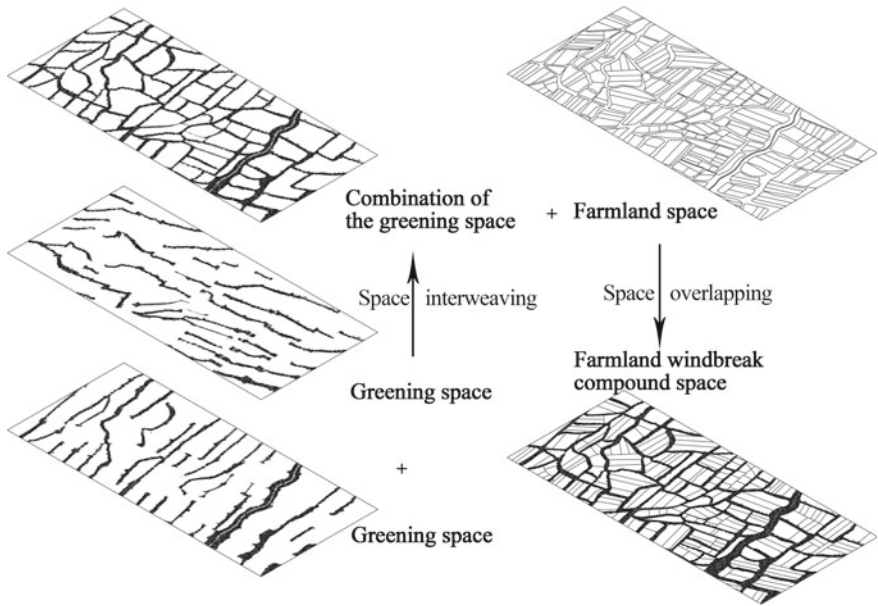 Combination of
the greening space
+
Farmland space
Space interweaving
Space overlapping
Farmland windbreak
compound space
Greening space
+
Greening space